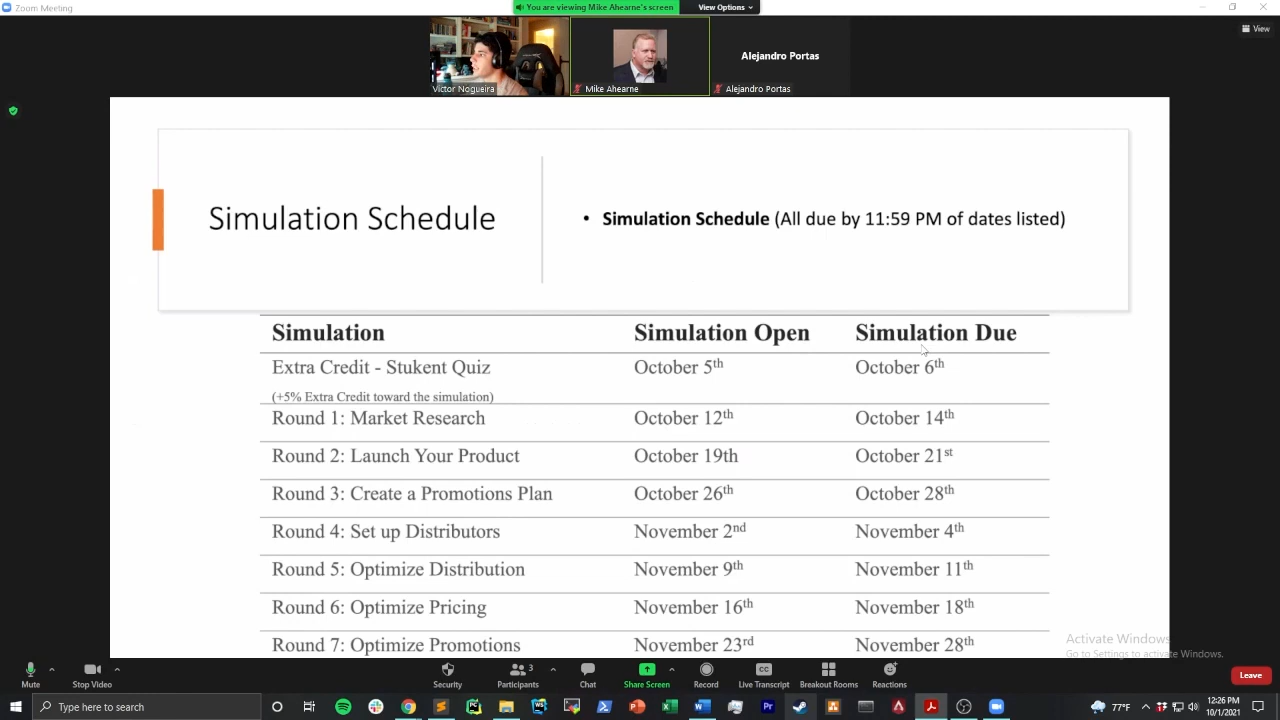 Zoom Meeting
You are viewing Mike Ahearne's screen
View Options
View
Alejandro Portas
Victor Nogueira
Mike Ahearne
Alejandro Portas
Simulation Schedule
• Simulation Schedule (All due by 11:59 PM of dates listed)
Simulation Simulation Open Simulation Due
Extra Credit - Stukent Quiz October 5th October 6th
(+5% Extra Credit toward the simulation)
Round 1: Market Research October 12th October 14th
Round 2: Launch Your Product October 19th October 21st
Round 3: Create a Promotions Plan October 26th October 28th
Round 4: Set up Distributors November 2nd November 4th
Round 5: Optimize Distribution November 9th November 11th
Round 6: Optimize Pricing November 16th November 18th
Round 7: Optimize Promotions November 23rd November 28th
Activate Windows
Go to Settings to activate Windows.
Mute
Stop Video
Security
Participants 3
Chat
Share Screen
Record
Live Transcript
Breakout Rooms
Reactions
Leave
Type here to search
77°F
12:26 PM
10/1/2021